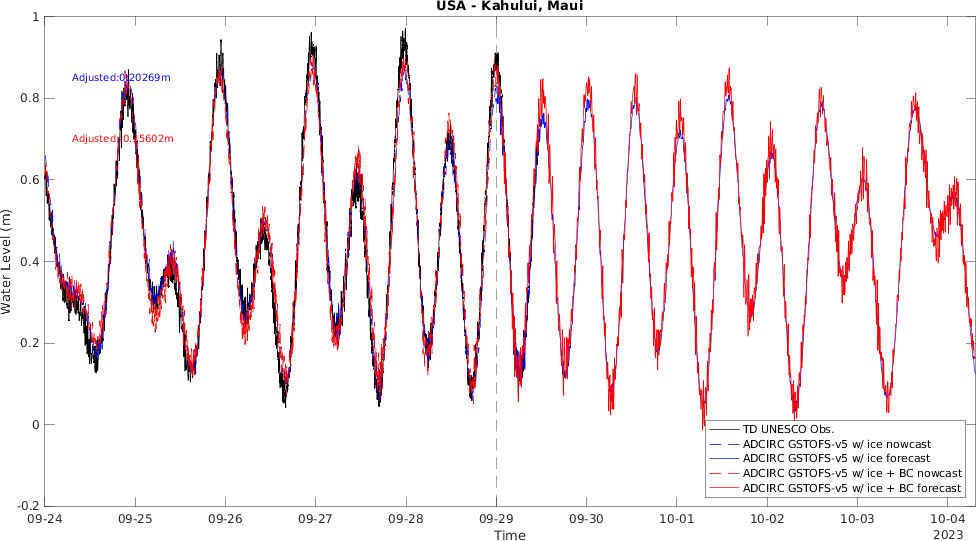 USA - Kahului, Maui
Water Level (m)
1
0.8
0.6
0.4
0.2
0
-0.2
Adjusted:0.20269m
TD UNESCO Obs.
ADCIRC GSTOFS-v5 w/ ice nowcast
ADCIRC GSTOFS-v5 w/ ice forecast
ADCIRC GSTOFS-v5 w/ ice + BC nowcast
ADCIRC GSTOFS-v5 w/ ice + BC forecast
09-24 09-25 09-26 09-27 09-28 09-29 09-30 10-01 10-02 10-03 10-04
Time
2023